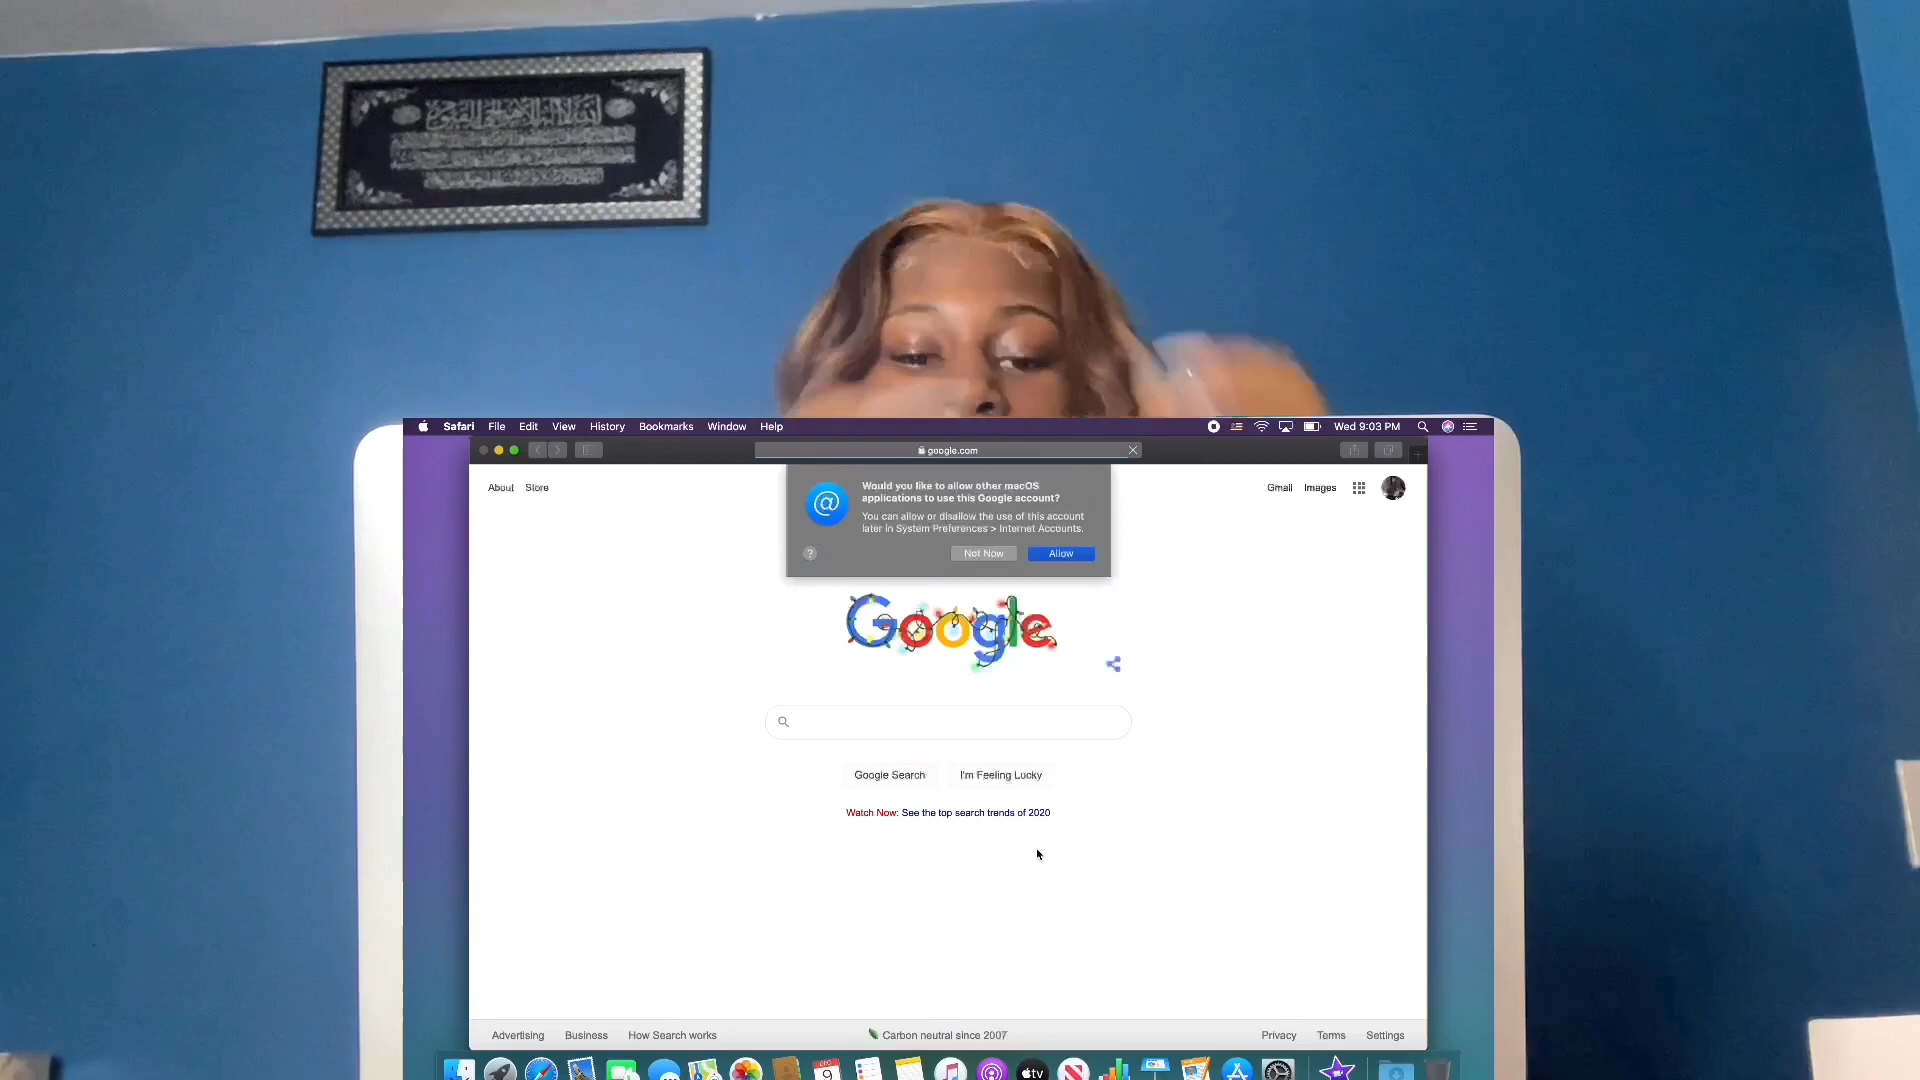 Safari File Edit View History Bookmarks Window Help Wed 9:03 PM
google.com
About Store Gmail Images
Would you like to allow other macOS
applications to use this Google account?
You can allow or disallow the use of this account
later in System Preferences > Internet Accounts.
? Not Now Allow
Google
Google Search I'm Feeling Lucky
Watch Now: See the top search trends of 2020
Advertising Business How Search works Carbon neutral since 2007 Privacy Terms Settings
9 tv